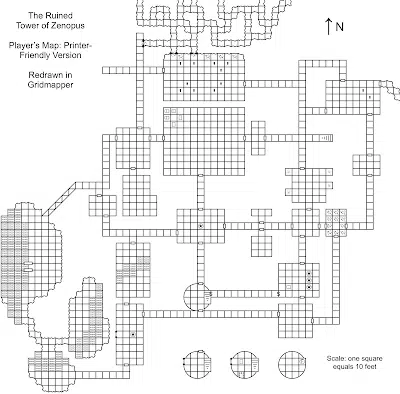 The Ruined
Tower of Zenopus
Player's Map: Printer-
Friendly Version
Redrawn in
Gridmapper
N
S
S
Scale: one square
equals 10 feet